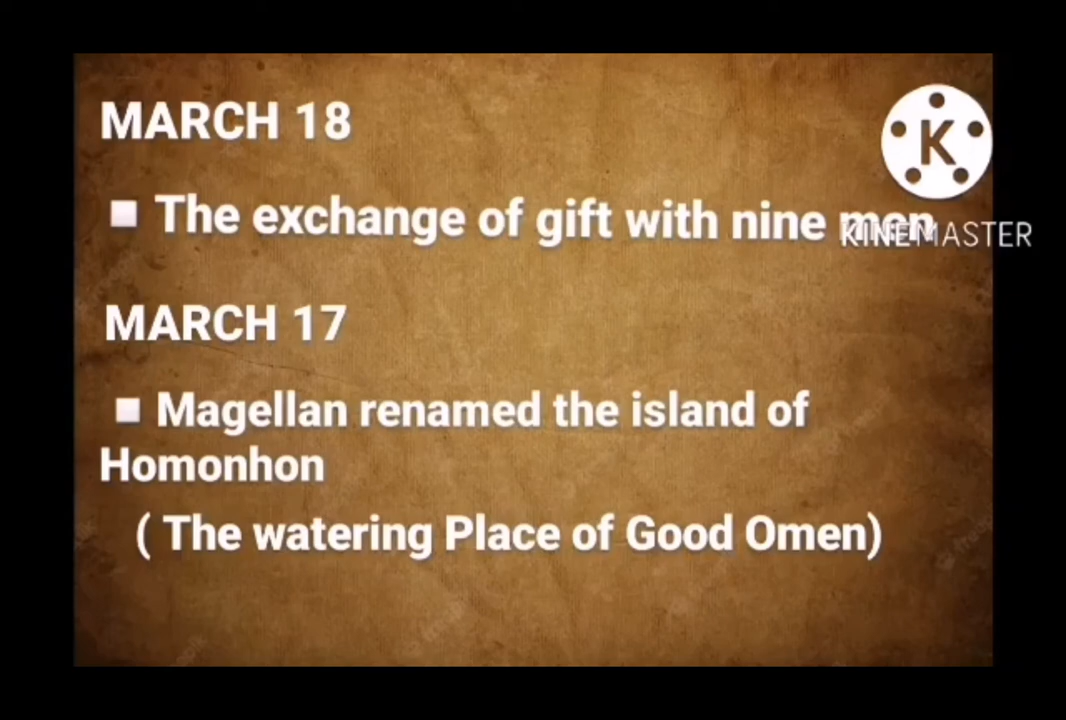 MARCH 18
▪ The exchange of gift with nine men
K
KINEMASTER
MARCH 17
▪ Magellan renamed the island of
Homonhon
( The watering Place of Good Omen)